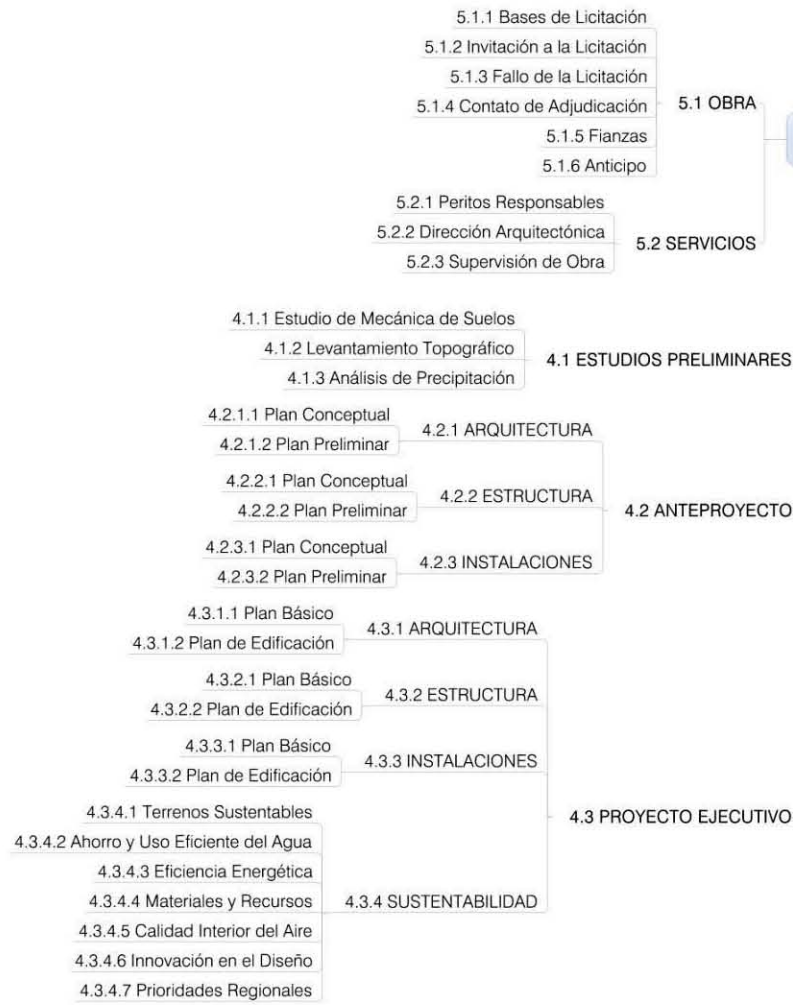 5.1.1 Bases de Licitación
5.1.2 Invitación a la Licitación
5.1.3 Fallo de la Licitación
5.1.4 Contato de Adjudicación
5.1.5 Fianzas
5.1.6 Anticipo
5.1 OBRA
5.2.1 Peritos Responsables
5.2.2 Dirección Arquitectónica
5.2.3 Supervisión de Obra
5.2 SERVICIOS
4.1.1 Estudio de Mecánica de Suelos
4.1.2 Levantamiento Topográfico
4.1.3 Análisis de Precipitación
4.1 ESTUDIOS PRELIMINARES
4.2.1.1 Plan Conceptual
4.2.1.2 Plan Preliminar
4.2.1 ARQUITECTURA
4.2.2.1 Plan Conceptual
4.2.2.2 Plan Preliminar
4.2.2 ESTRUCTURA
4.2.3.1 Plan Conceptual
4.2.3.2 Plan Preliminar
4.2.3 INSTALACIONES
4.2 ANTEPROYECTO
4.3.1.1 Plan Básico
4.3.1.2 Plan de Edificación
4.3.1 ARQUITECTURA
4.3.2.1 Plan Básico
4.3.2.2 Plan de Edificación
4.3.2 ESTRUCTURA
4.3.3.1 Plan Básico
4.3.3.2 Plan de Edificación
4.3.3 INSTALACIONES
4.3.4.1 Terrenos Sustentables
4.3.4.2 Ahorro y Uso Eficiente del Agua
4.3.4.3 Eficiencia Energética
4.3.4.4 Materiales y Recursos
4.3.4.5 Calidad Interior del Aire
4.3.4.6 Innovación en el Diseño
4.3.4.7 Prioridades Regionales
4.3.4 SUSTENTABILIDAD
4.3 PROYECTO EJECUTIVO